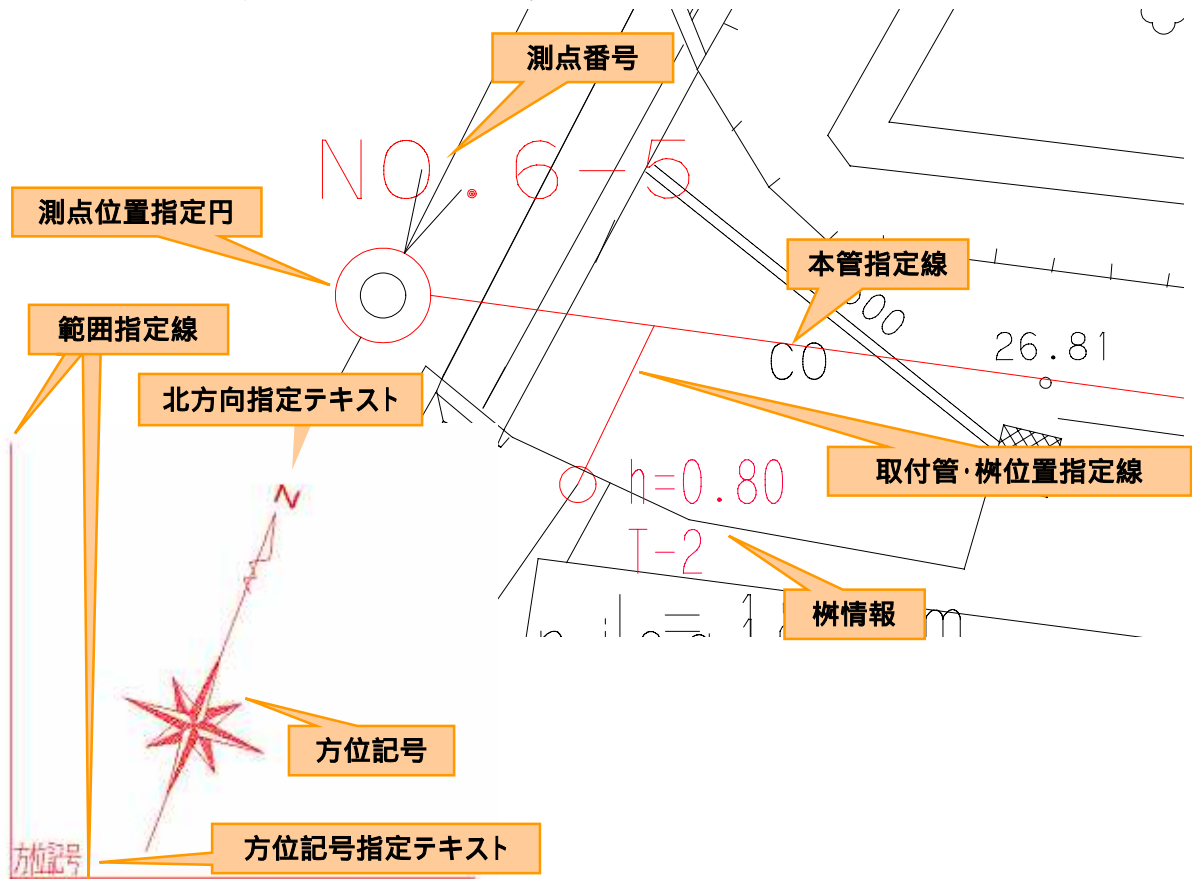 測点番号
NO.6-5
測点位置指定円
本管指定線
00
範囲指定線
CO
26.81
北方向指定テキスト
取付管・桝位置指定線
N
h=0.80
T-2
桝情報
方位記号
方位記号指定テキスト
方位記号